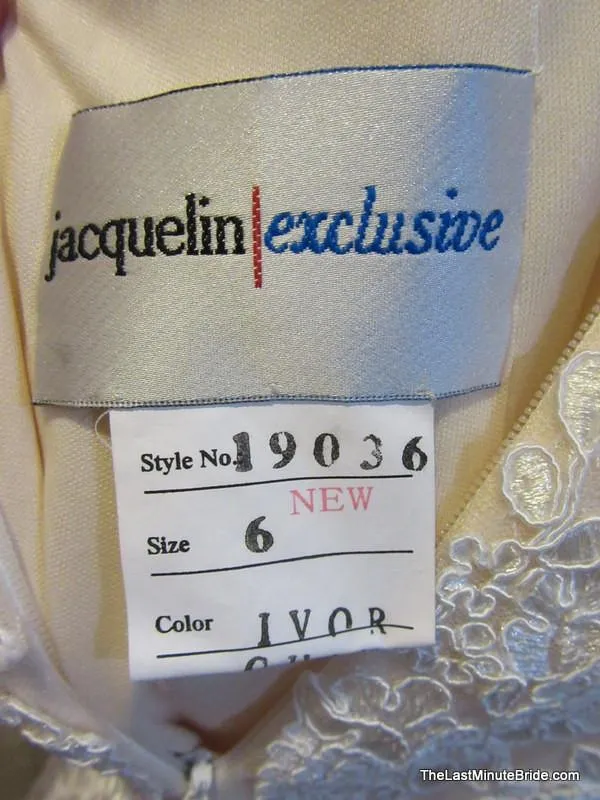 jacquelin|exclusive
Style No. 19036
NEW
Size 6
Color IVOR
TheLastMinuteBride.com